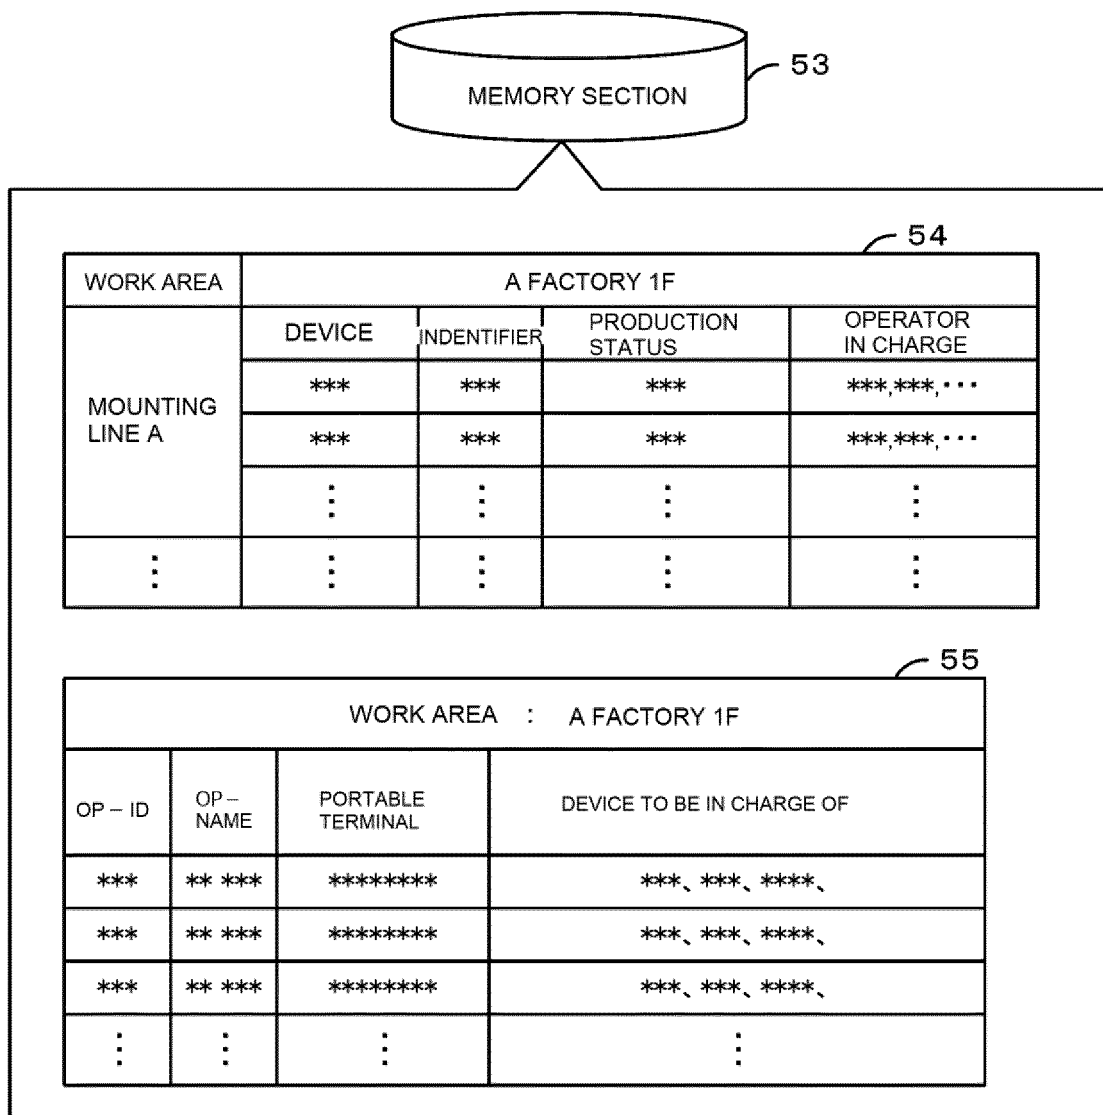 53
MEMORY SECTION
54
WORK AREA A FACTORY 1F
DEVICE INDENTIFIER PRODUCTION STATUS OPERATOR IN CHARGE
MOUNTING LINE A
*** *** *** ***,***,···
*** *** *** ***,***,···
⋮ ⋮ ⋮ ⋮
⋮ ⋮ ⋮ ⋮ ⋮
55
WORK AREA : A FACTORY 1F
OP – ID OP – NAME PORTABLE TERMINAL DEVICE TO BE IN CHARGE OF
*** ** *** ******** ***、***、****、
*** ** *** ******** ***、***、****、
*** ** *** ******** ***、***、****、
⋮ ⋮ ⋮ ⋮